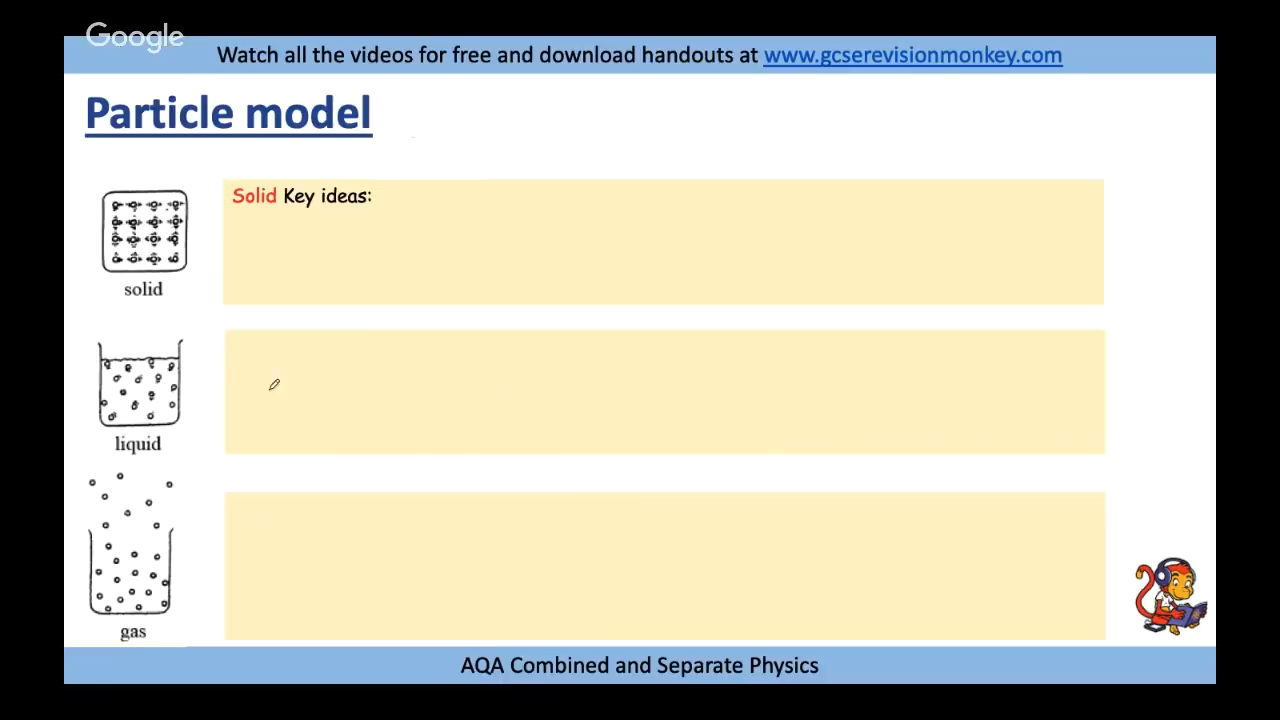 Google
Watch all the videos for free and download handouts at www.gcserevisionmonkey.com
Particle model
Solid Key ideas:
solid
liquid
gas
AQA Combined and Separate Physics